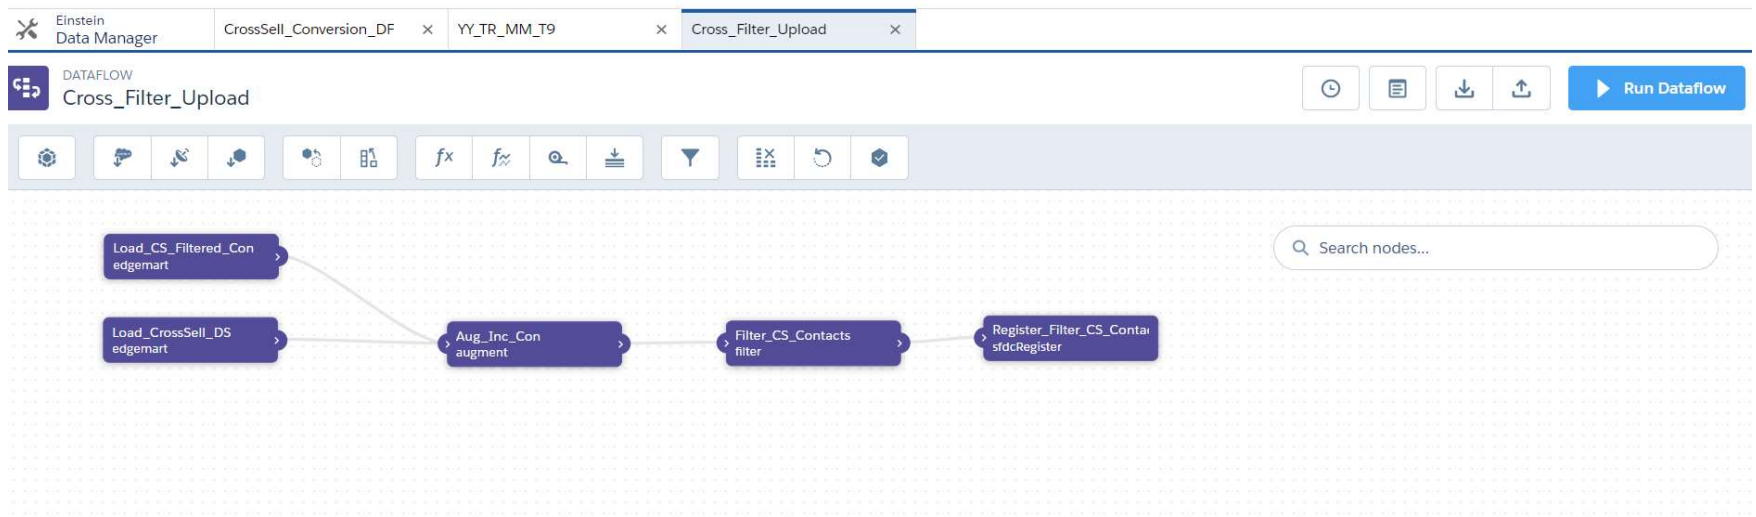 Einstein
Data Manager
CrossSell_Conversion_DF
YY_TR_MM_T9
Cross_Filter_Upload
DATAFLOW
Cross_Filter_Upload
Run Dataflow
fx
Load_CS_Filtered_Con
edgemart
Search nodes...
Load_CrossSell_DS
edgemart
Aug_Inc_Con
augment
Filter_CS_Contacts
filter
Register_Filter_CS_Conta
sfdcRegister